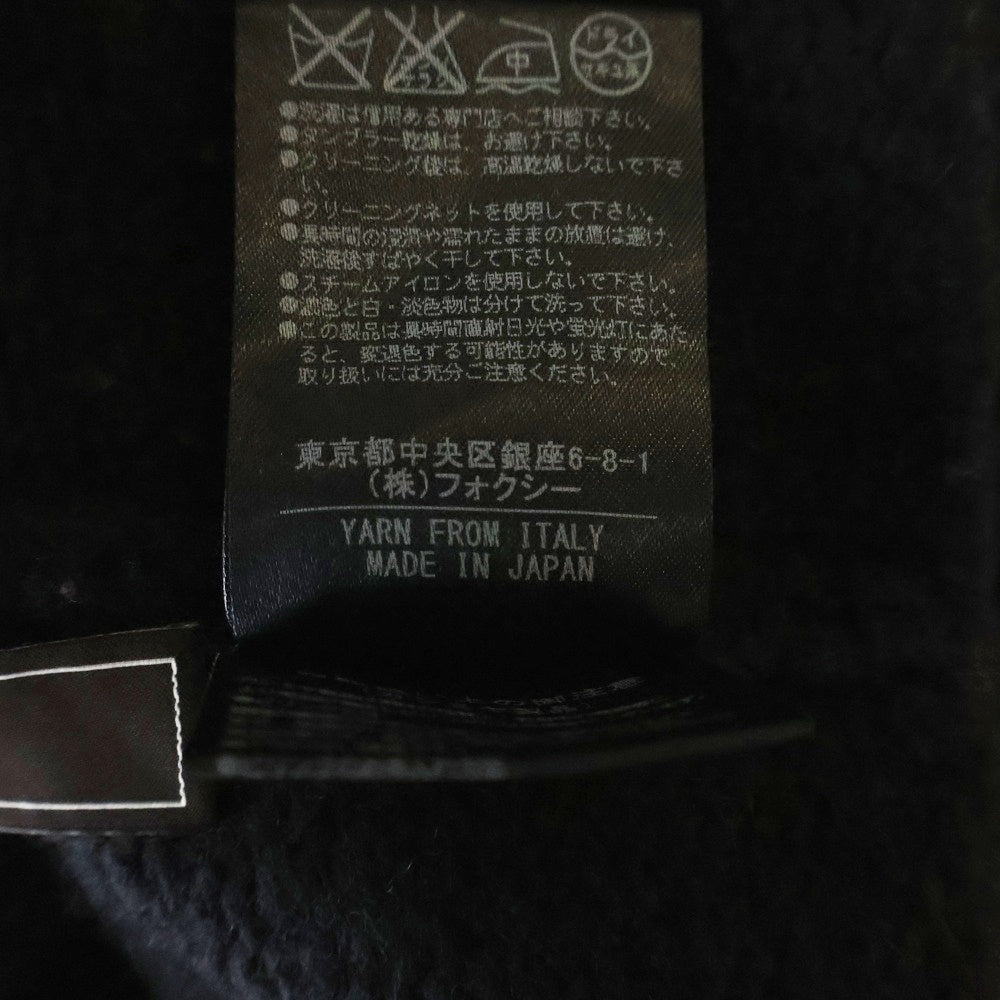 中
ドライ
●洗濯は信用ある専門店へご相談下さい。
●タンブラー乾燥は、お避け下さい。
●クリーニング後は、高温乾燥しないで下さ
い。
●クリーニングネットを使用して下さい。
●長時間の浸漬や濡れたままの放置は避け、
洗濯後すばやく干して下さい。
●スチームアイロンを使用しないで下さい。
●濃色と白・淡色物は分けて洗って下さい。
●この製品は長時間直射日光や蛍光灯にあた
ると、変退色する可能性がありますので、
取り扱いには充分ご注意ください。
東京都中央区銀座6-8-1
(株)フォクシー
YARN FROM ITALY
MADE IN JAPAN